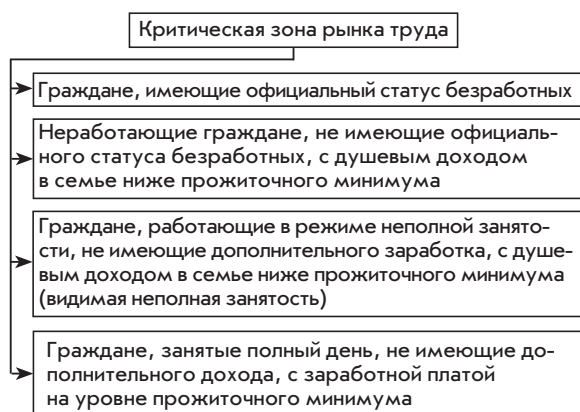 Критическая зона рынка труда
Граждане, имеющие официальный статус безработных
Неработающие граждане, не имеющие официаль-
ного статуса безработных, с душевым доходом
в семье ниже прожиточного минимума
Граждане, работающие в режиме неполной занято-
сти, не имеющие дополнительного заработка, с душе-
вым доходом в семье ниже прожиточного минимума
(видимая неполная занятость)
Граждане, занятые полный день, не имеющие до-
полнительного дохода, с заработной платой
на уровне прожиточного минимума